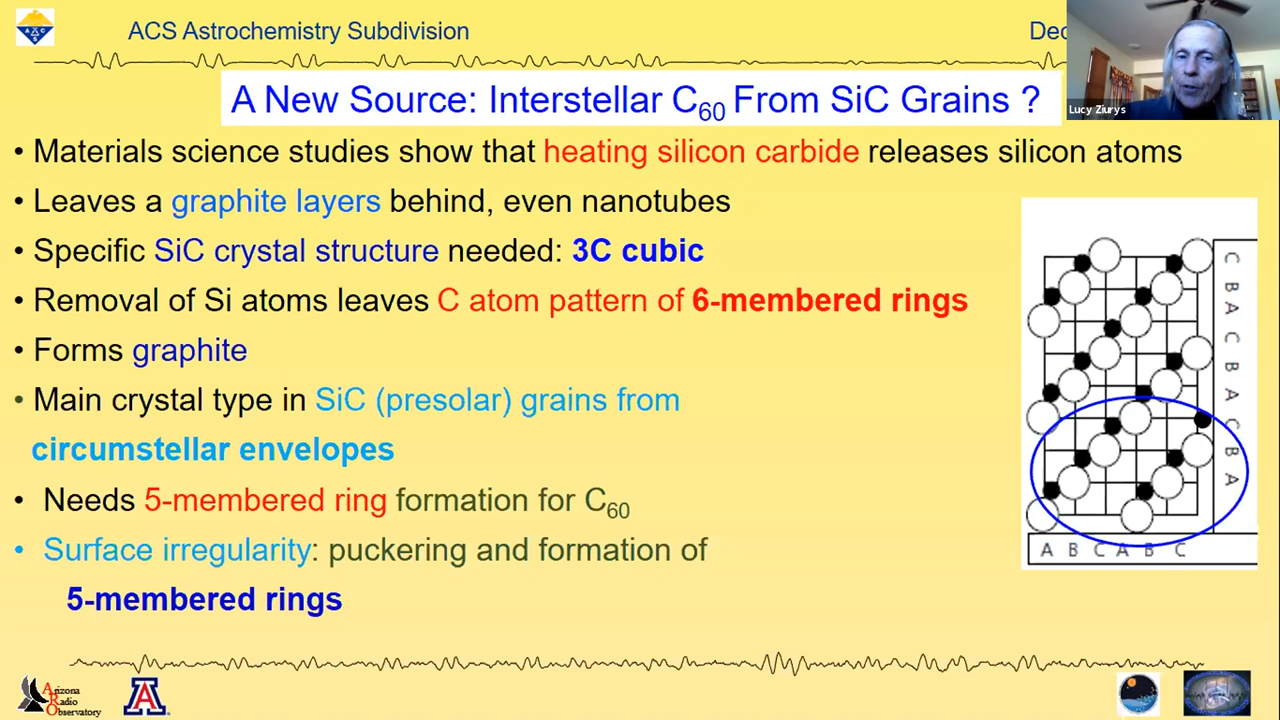 ACS Astrochemistry Subdivision
Dec
Lucy Ziurys
A New Source: Interstellar C60 From SiC Grains ?
• Materials science studies show that heating silicon carbide releases silicon atoms
• Leaves a graphite layers behind, even nanotubes
• Specific SiC crystal structure needed: 3C cubic
• Removal of Si atoms leaves C atom pattern of 6-membered rings
• Forms graphite
• Main crystal type in SiC (presolar) grains from
circumstellar envelopes
• Needs 5-membered ring formation for C60
• Surface irregularity: puckering and formation of
5-membered rings
C
B
A
C
B
A
C
B
A
A B C A B C
Arizona
Radio
Observatory
A